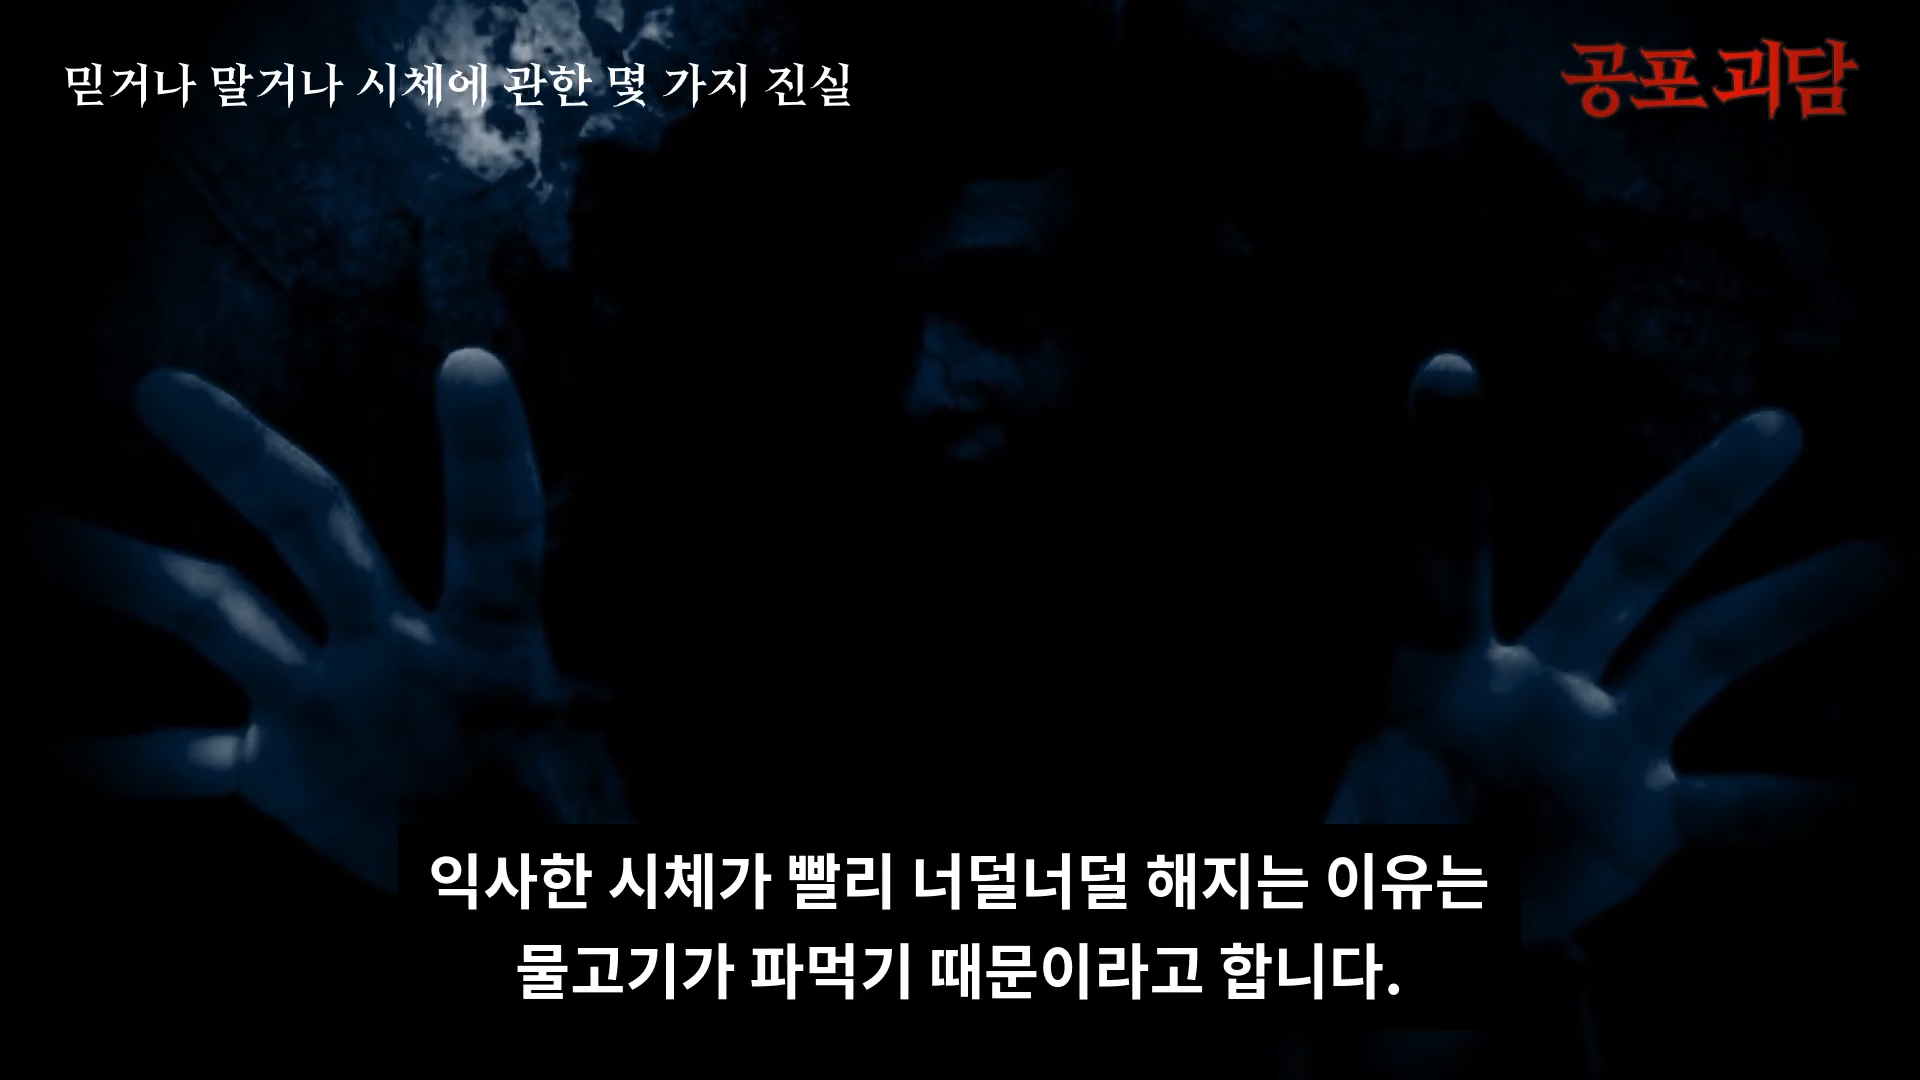 믿거나 말거나 시체에 관한 몇 가지 진실
공포 괴담
익사한 시체가 빨리 너덜너덜 해지는 이유는
물고기가 파먹기 때문이라고 합니다.